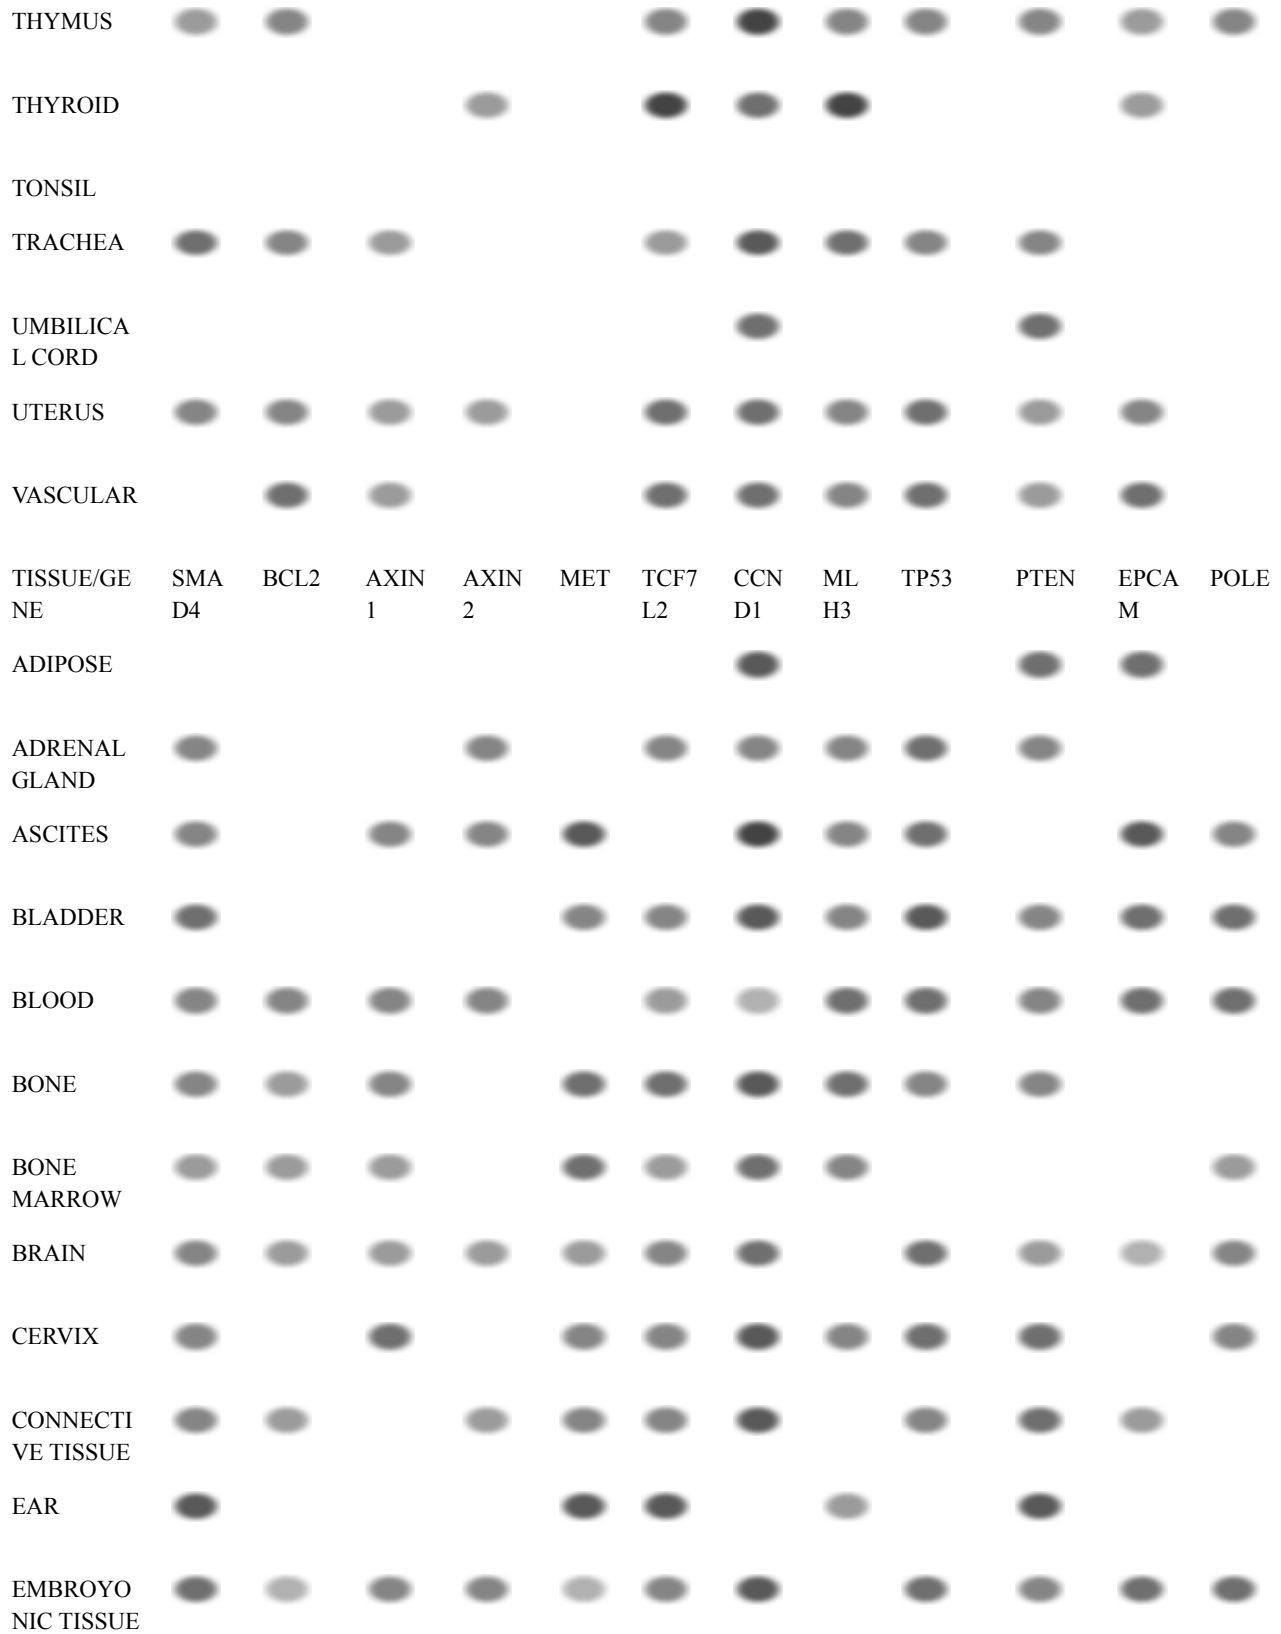 THYMUS
THYROID
TONSIL
TRACHEA
UMBILICA
L CORD
UTERUS
VASCULAR
TISSUE/GE SMA BCL2 AXIN AXIN MET TCF7 CCN ML TP53 PTEN EPCA POLE
NE D4 1 2 L2 D1 H3 M
ADIPOSE
ADRENAL
GLAND
ASCITES
BLADDER
BLOOD
BONE
BONE
MARROW
BRAIN
CERVIX
CONNECTI
VE TISSUE
EAR
EMBROYO
NIC TISSUE